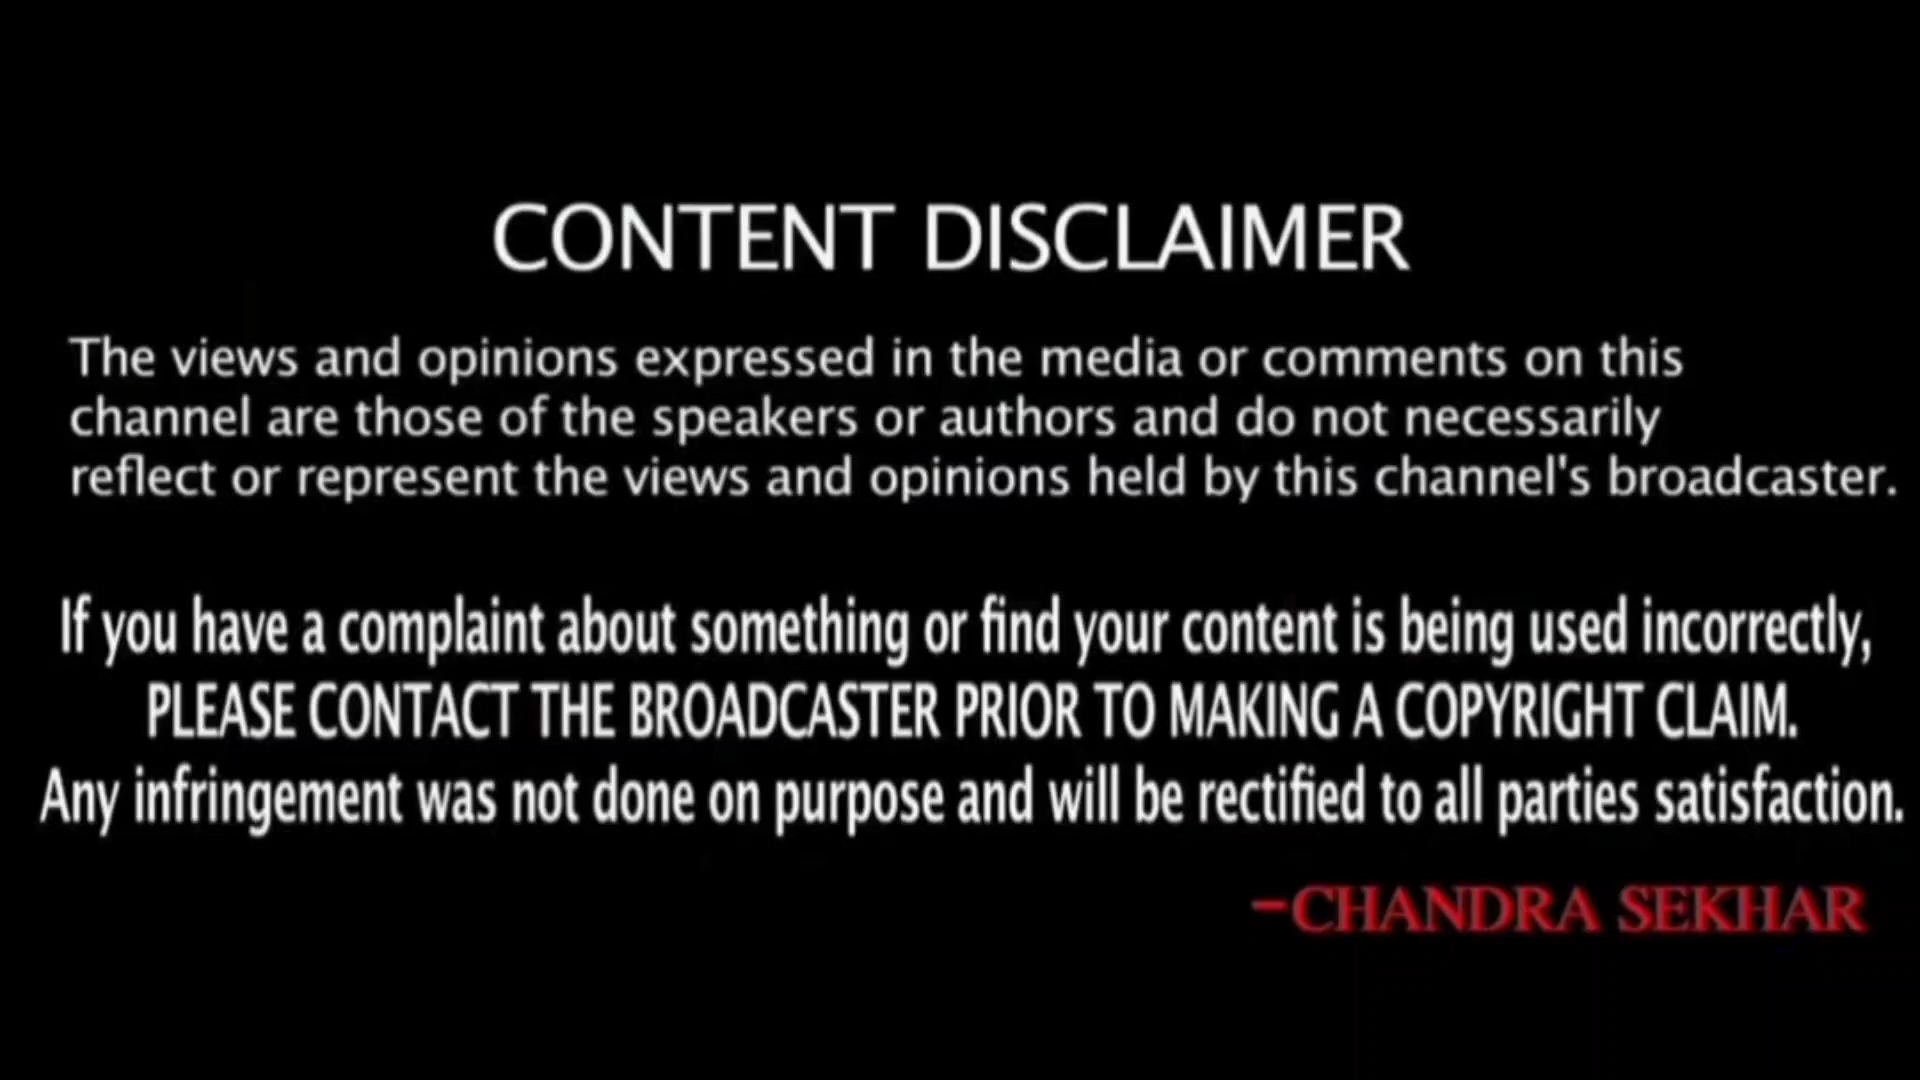 CONTENT DISCLAIMER
The views and opinions expressed in the media or comments on this
channel are those of the speakers or authors and do not necessarily
reflect or represent the views and opinions held by this channel's broadcaster.
If you have a complaint about something or find your content is being used incorrectly,
PLEASE CONTACT THE BROADCASTER PRIOR TO MAKING A COPYRIGHT CLAIM.
Any infringement was not done on purpose and will be rectified to all parties satisfaction.
-CHANDRA SEKHAR